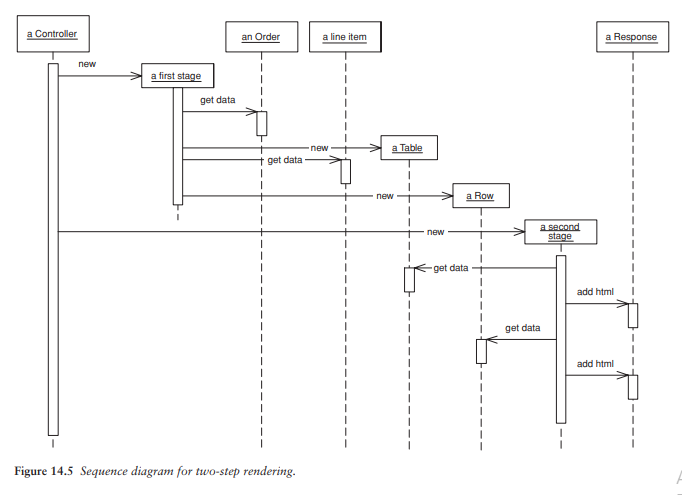 a Controller
an Order
a line item
a Response
new
a first stage
get data
new
a Table
get data
new
a Row
new
a second
stage
get data
add html
get data
add html
Figure 14.5 Sequence diagram for two-step rendering.